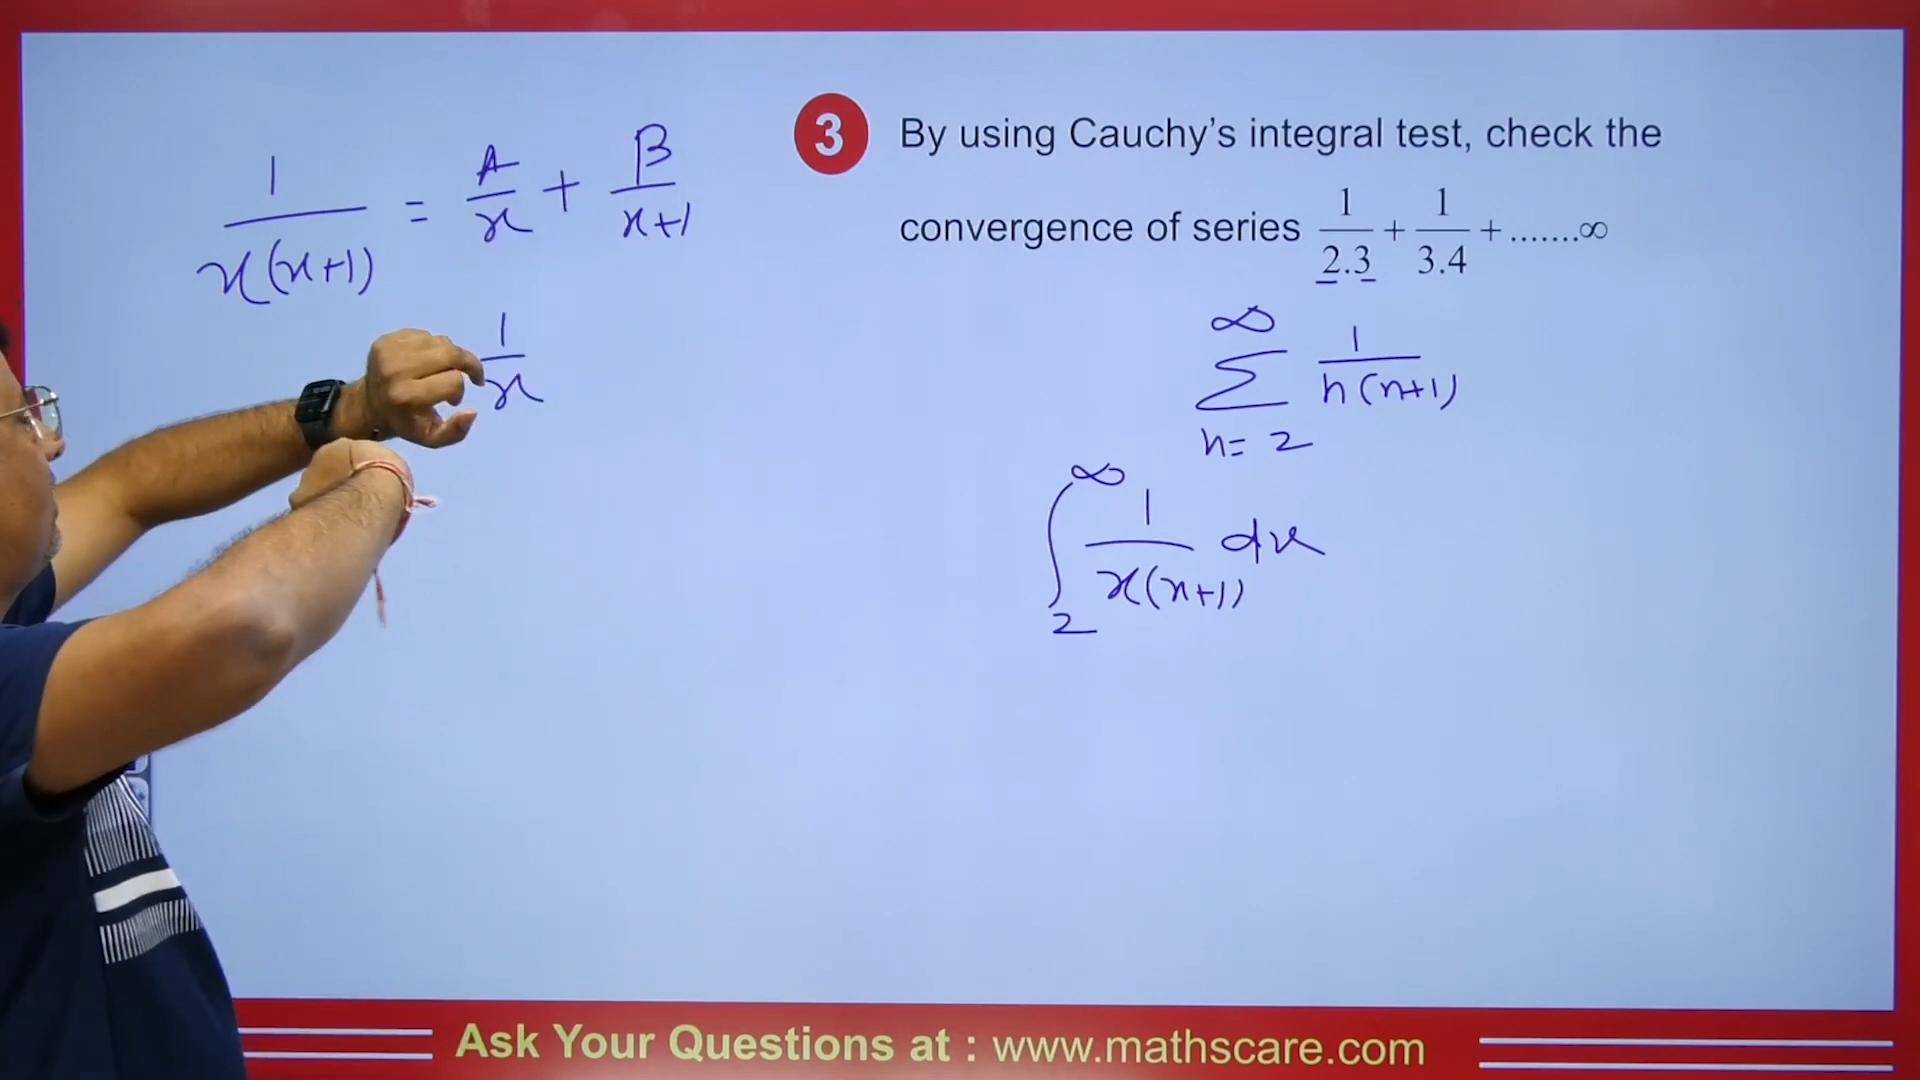 1/x(x+1) = A/x + B/x+1
1/x
3 By using Cauchy's integral test, check the
convergence of series 1/2.3 + 1/3.4 + .......∞
∞ Σ n=2 1/n(n+1)
∫₂^∞ 1/x(x+1) dx
Ask Your Questions at : www.mathscare.com